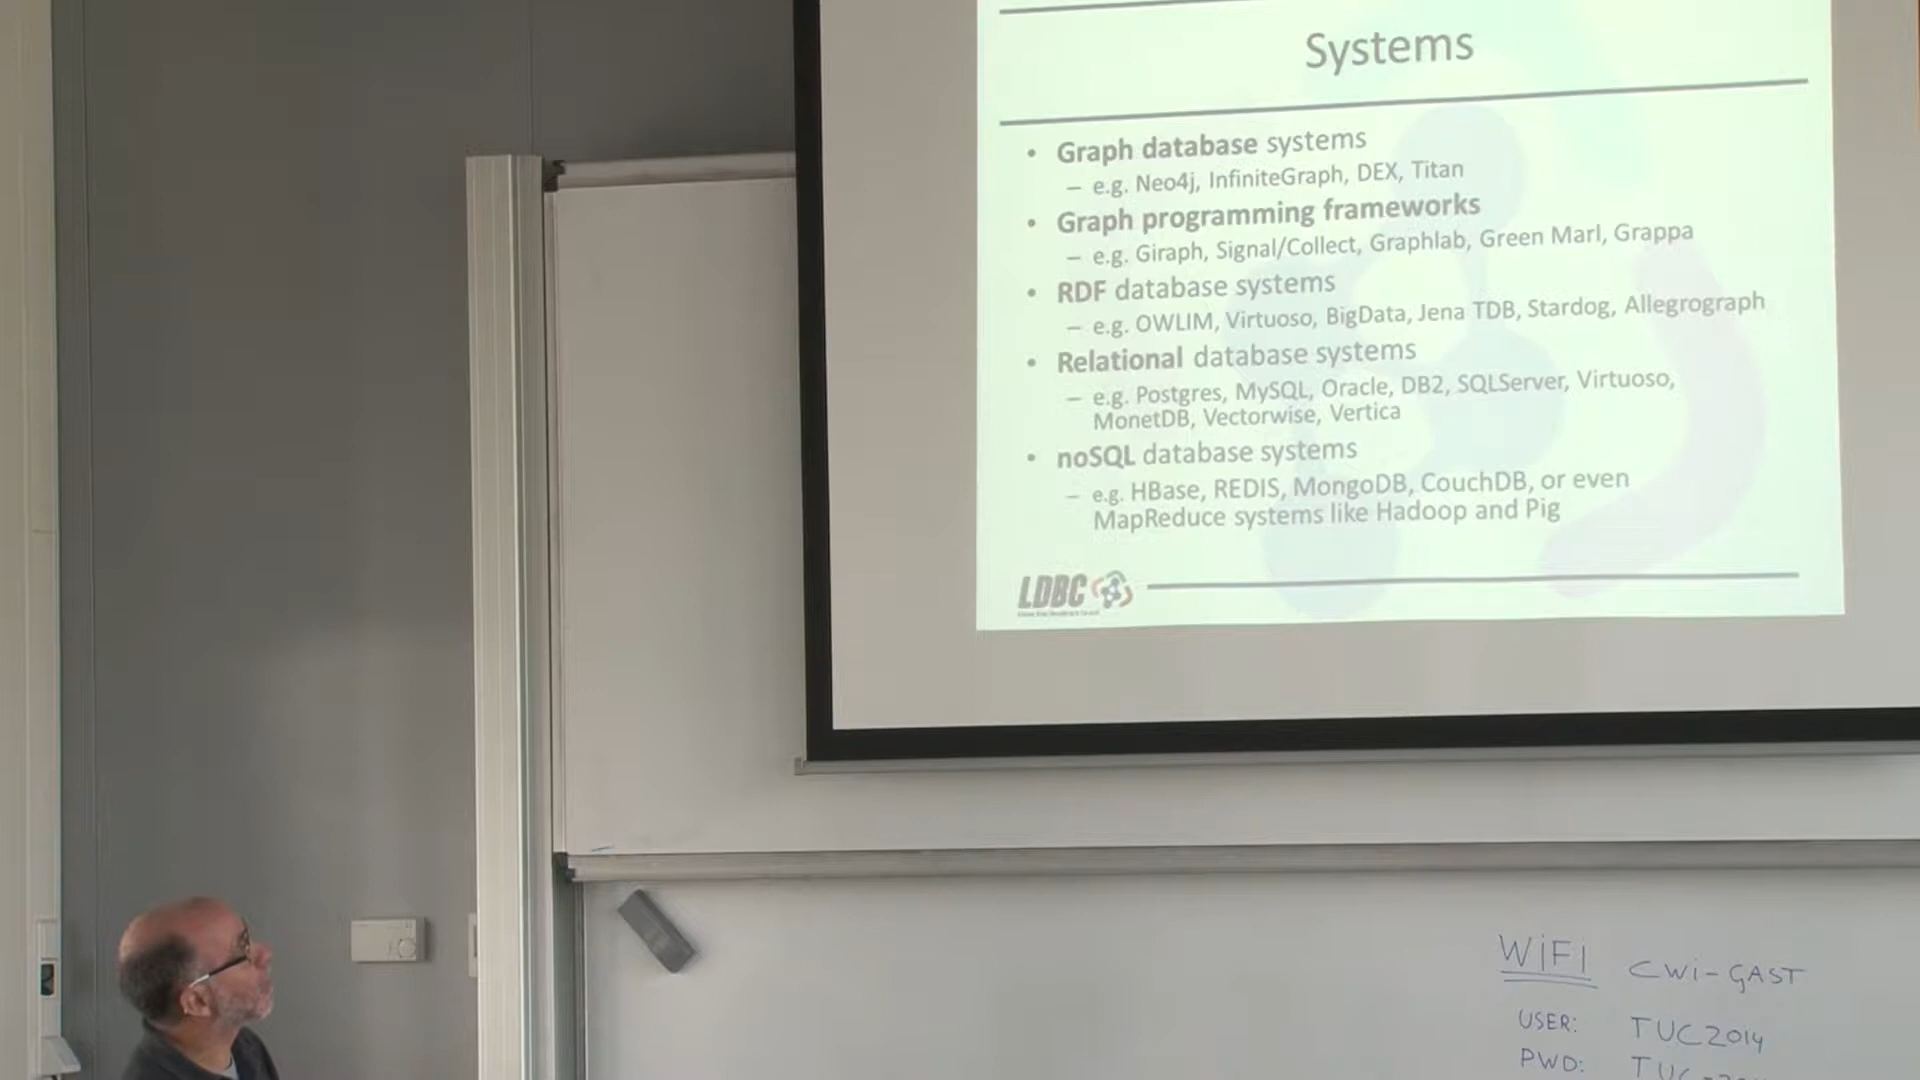 Systems
• Graph database systems
– e.g. Neo4j, InfiniteGraph, DEX, Titan
• Graph programming frameworks
– e.g. Giraph, Signal/Collect, Graphlab, Green Marl, Grappa
• RDF database systems
– e.g. OWLIM, Virtuoso, BigData, Jena TDB, Stardog, Allegrograph
• Relational database systems
– e.g. Postgres, MySQL, Oracle, DB2, SQLServer, Virtuoso,
MonetDB, Vectorwise, Vertica
• noSQL database systems
– e.g. HBase, REDIS, MongoDB, CouchDB, or even
MapReduce systems like Hadoop and Pig
LDBC
WiFI CWi-GAST
USER: TUC2014
PWD: